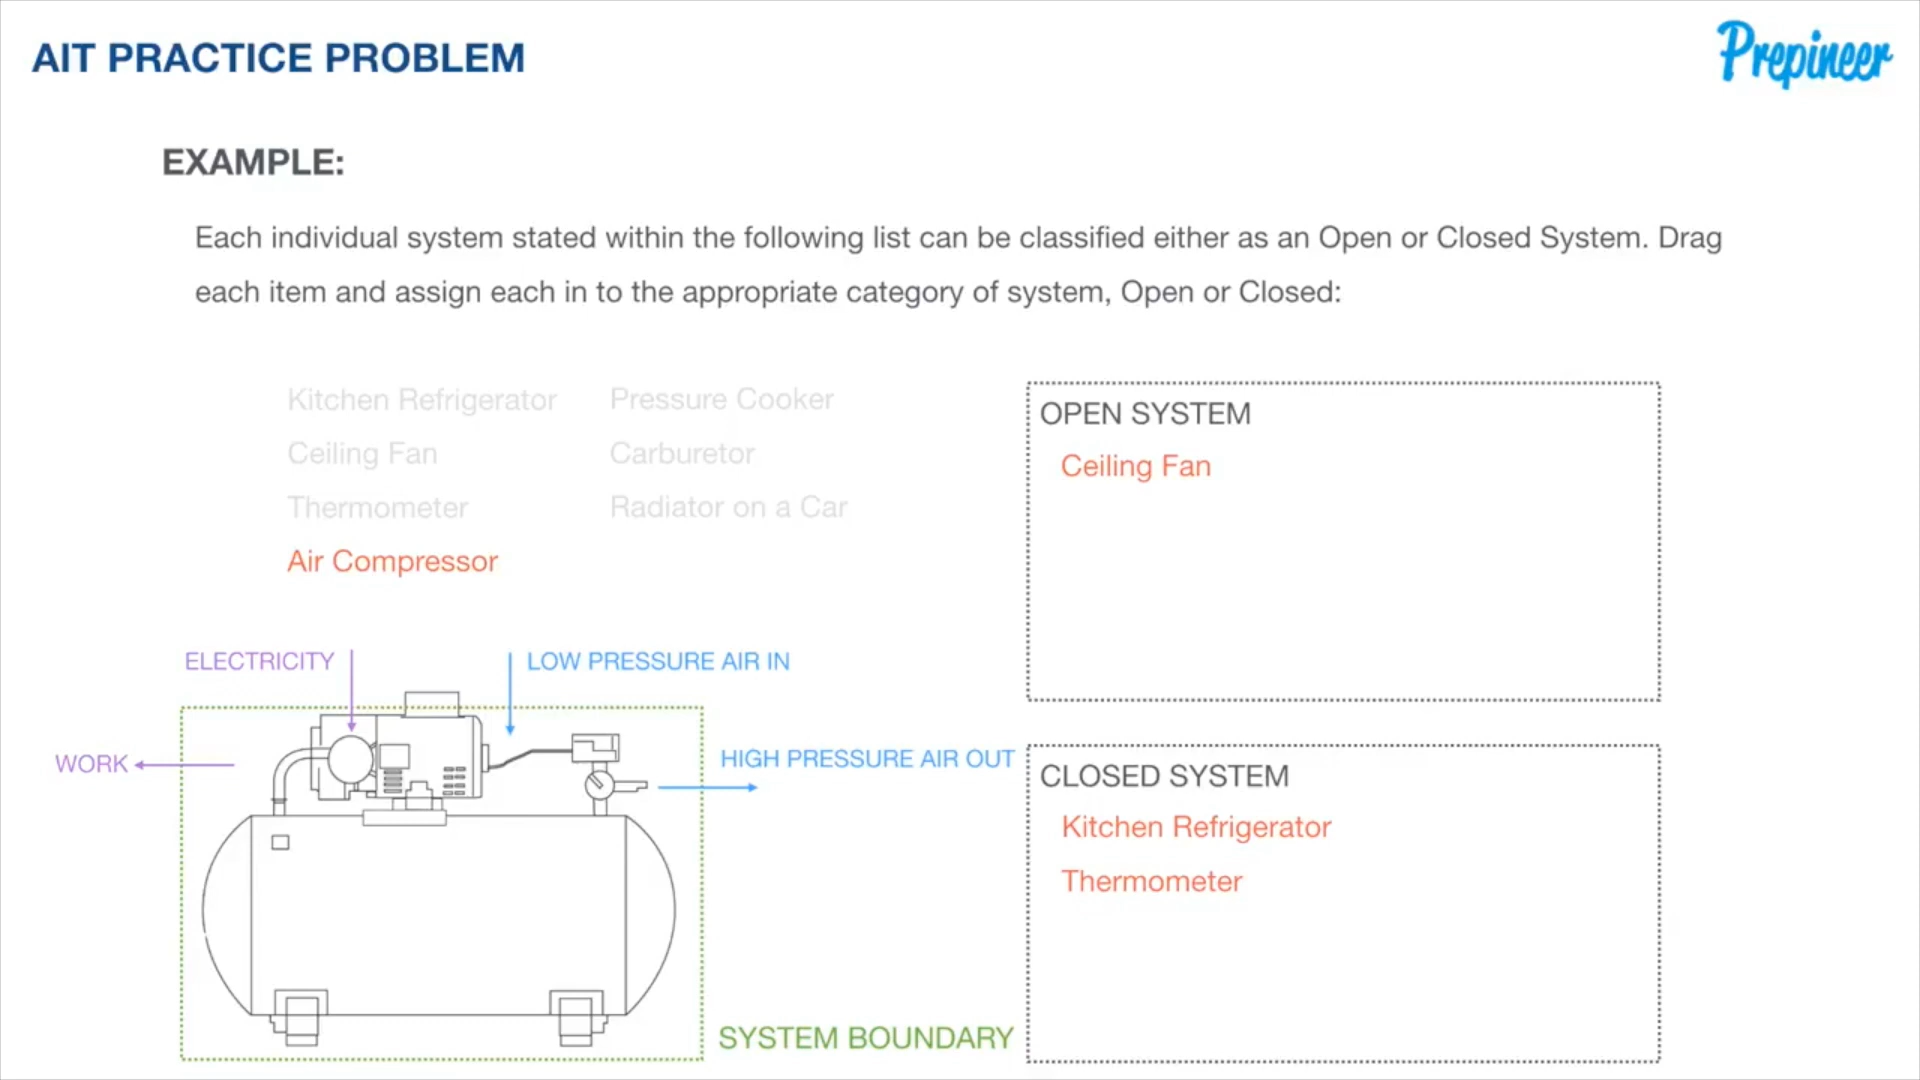 AIT PRACTICE PROBLEM
Prepineer
EXAMPLE:
Each individual system stated within the following list can be classified either as an Open or Closed System. Drag
each item and assign each in to the appropriate category of system, Open or Closed:
Kitchen Refrigerator
Ceiling Fan
Thermometer
Air Compressor
Pressure Cooker
Carburetor
Radiator on a Car
OPEN SYSTEM
Ceiling Fan
ELECTRICITY
LOW PRESSURE AIR IN
WORK
HIGH PRESSURE AIR OUT
SYSTEM BOUNDARY
CLOSED SYSTEM
Kitchen Refrigerator
Thermometer